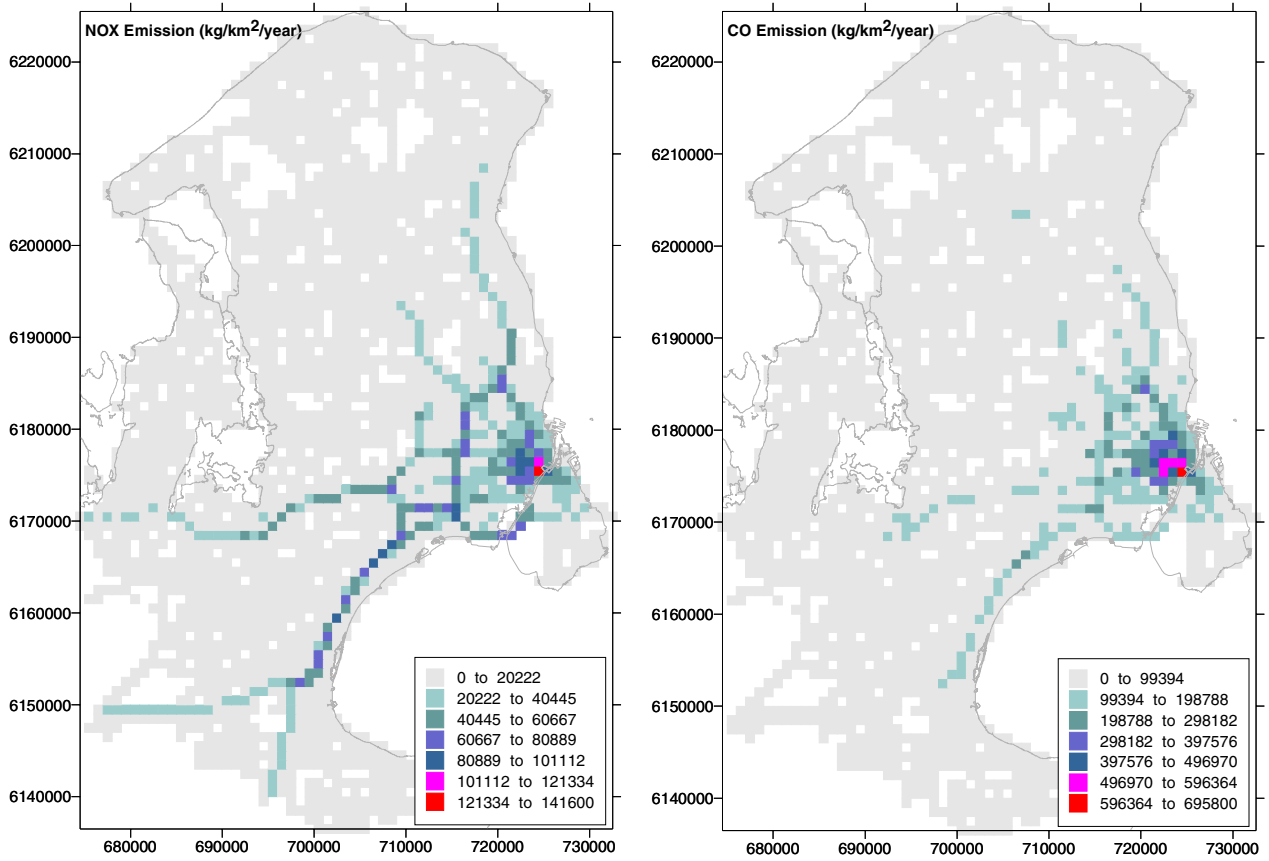 NOX Emission (kg/km²/year)
6220000
6210000
6200000
6190000
6180000
6170000
6160000
6150000
6140000
0 to 20222
20222 to 40445
40445 to 60667
60667 to 80889
80889 to 101112
101112 to 121334
121334 to 141600
680000 690000 700000 710000 720000 730000
CO Emission (kg/km²/year)
6220000
6210000
6200000
6190000
6180000
6170000
6160000
6150000
6140000
0 to 99394
99394 to 198788
198788 to 298182
298182 to 397576
397576 to 496970
496970 to 596364
596364 to 695800
680000 690000 700000 710000 720000 730000